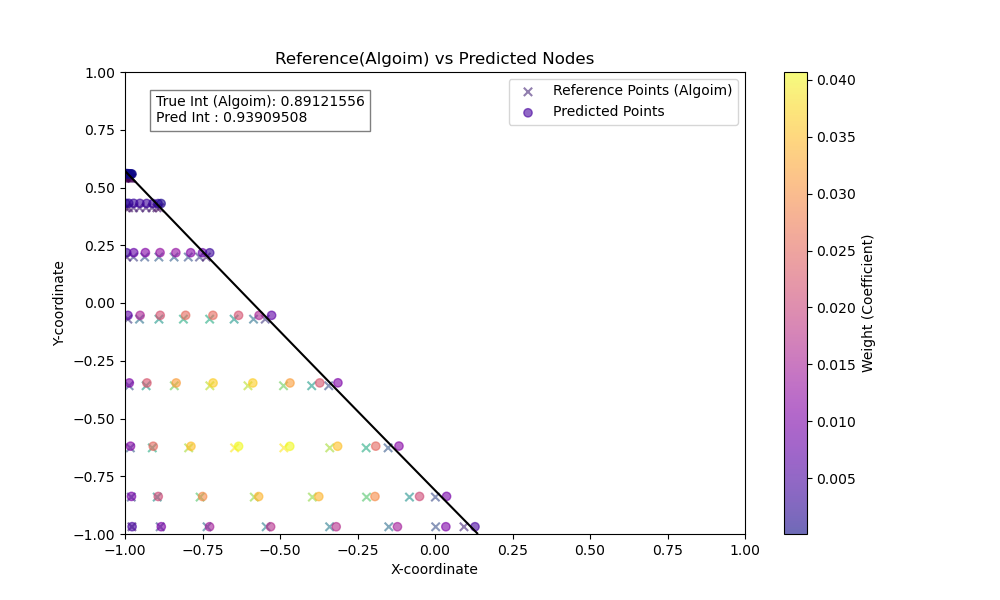 Reference(Algoim) vs Predicted Nodes
True Int (Algoim): 0.89121556
Pred Int : 0.93909508
Reference Points (Algoim)
Predicted Points
1.00
0.75
0.50
0.25
0.00
−0.25
−0.50
−0.75
−1.00
Y-coordinate
−1.00 −0.75 −0.50 −0.25 0.00 0.25 0.50 0.75 1.00
X-coordinate
0.040
0.035
0.030
0.025
0.020
0.015
0.010
0.005
Weight (Coefficient)